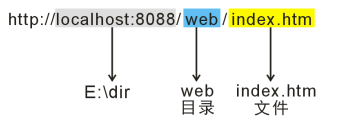 http://localhost:8088/web/index.htm
E:\dir
web
目录
index.htm
文件